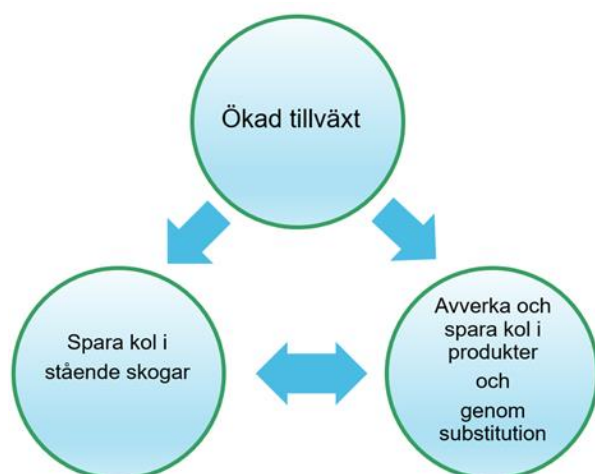 Ökad tillväxt
Spara kol i
stående skogar
Avverka och
spara kol i
produkter
och
genom
substitution